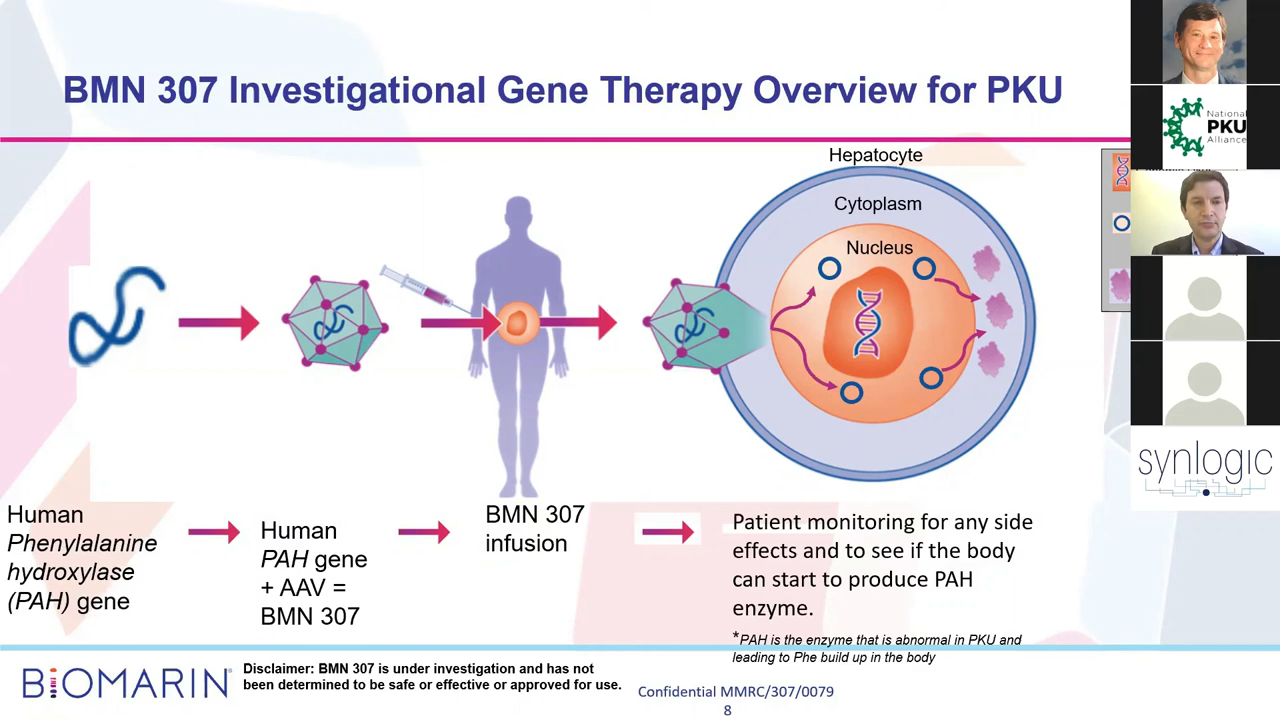 BMN 307 Investigational Gene Therapy Overview for PKU
National
PKU
Alliance
Hepatocyte
Cytoplasm
Nucleus
synlogic
Human
Phenylalanine
hydroxylase
(PAH) gene
Human
PAH gene
+ AAV =
BMN 307
BMN 307
infusion
Patient monitoring for any side
effects and to see if the body
can start to produce PAH
enzyme.
*PAH is the enzyme that is abnormal in PKU and
leading to Phe build up in the body
BIOMARIN
Disclaimer: BMN 307 is under investigation and has not
been determined to be safe or effective or approved for use.
Confidential MMRC/307/0079
8